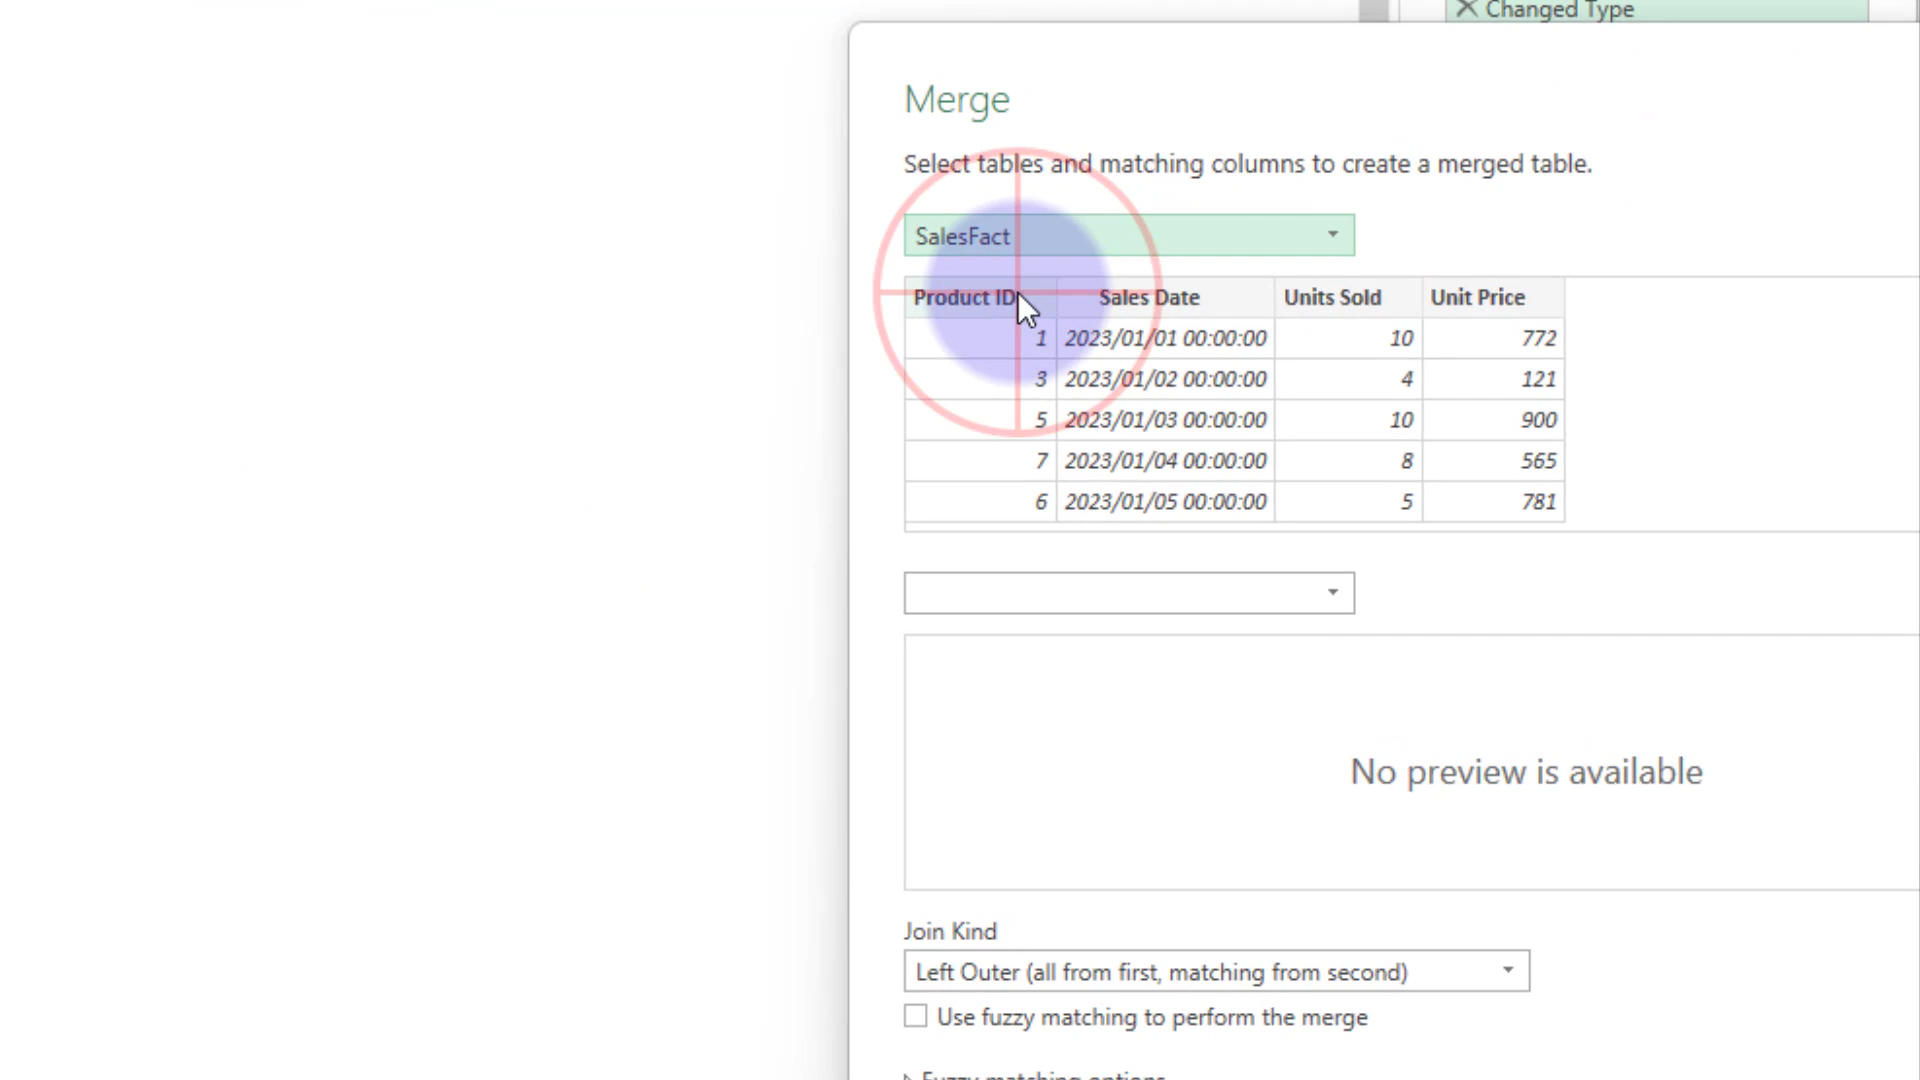 Changed Type
Merge
Select tables and matching columns to create a merged table.
SalesFact
Product ID Sales Date Units Sold Unit Price
1 2023/01/01 00:00:00 10 772
3 2023/01/02 00:00:00 4 121
5 2023/01/03 00:00:00 10 900
7 2023/01/04 00:00:00 8 565
6 2023/01/05 00:00:00 5 781
No preview is available
Join Kind
Left Outer (all from first, matching from second)
Use fuzzy matching to perform the merge
Fuzzy matching options